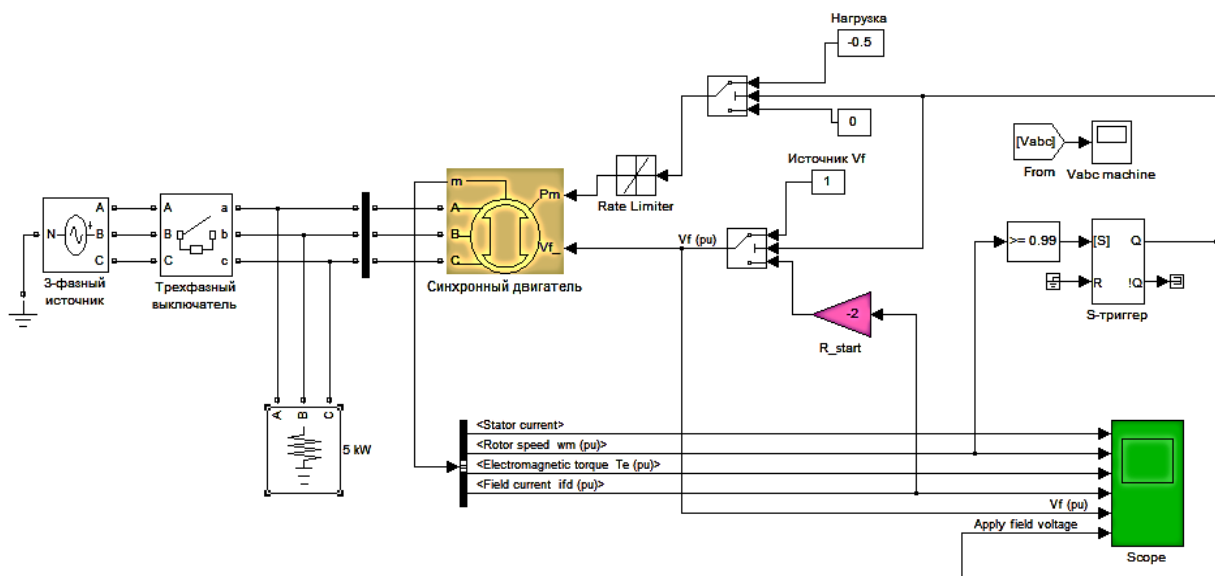 Нагрузка
-0.5
0
[Vabc]
From
Vabc machine
Источник Vf
1
Rate Limiter
m
A
B
C
Pm
Vf_
Синхронный двигатель
N
A
B
C
+
3-фазный
источник
A
B
C
a
b
c
Трехфазный
выключатель
Vf (pu)
>= 0.99
[S]
R
Q
!Q
S-триггер
-2
R_start
A
B
C
5 kW
<Stator current>
<Rotor speed wm (pu)>
<Electromagnetic torque Te (pu)>
<Field current ifd (pu)>
Vf (pu)
Apply field voltage
Scope